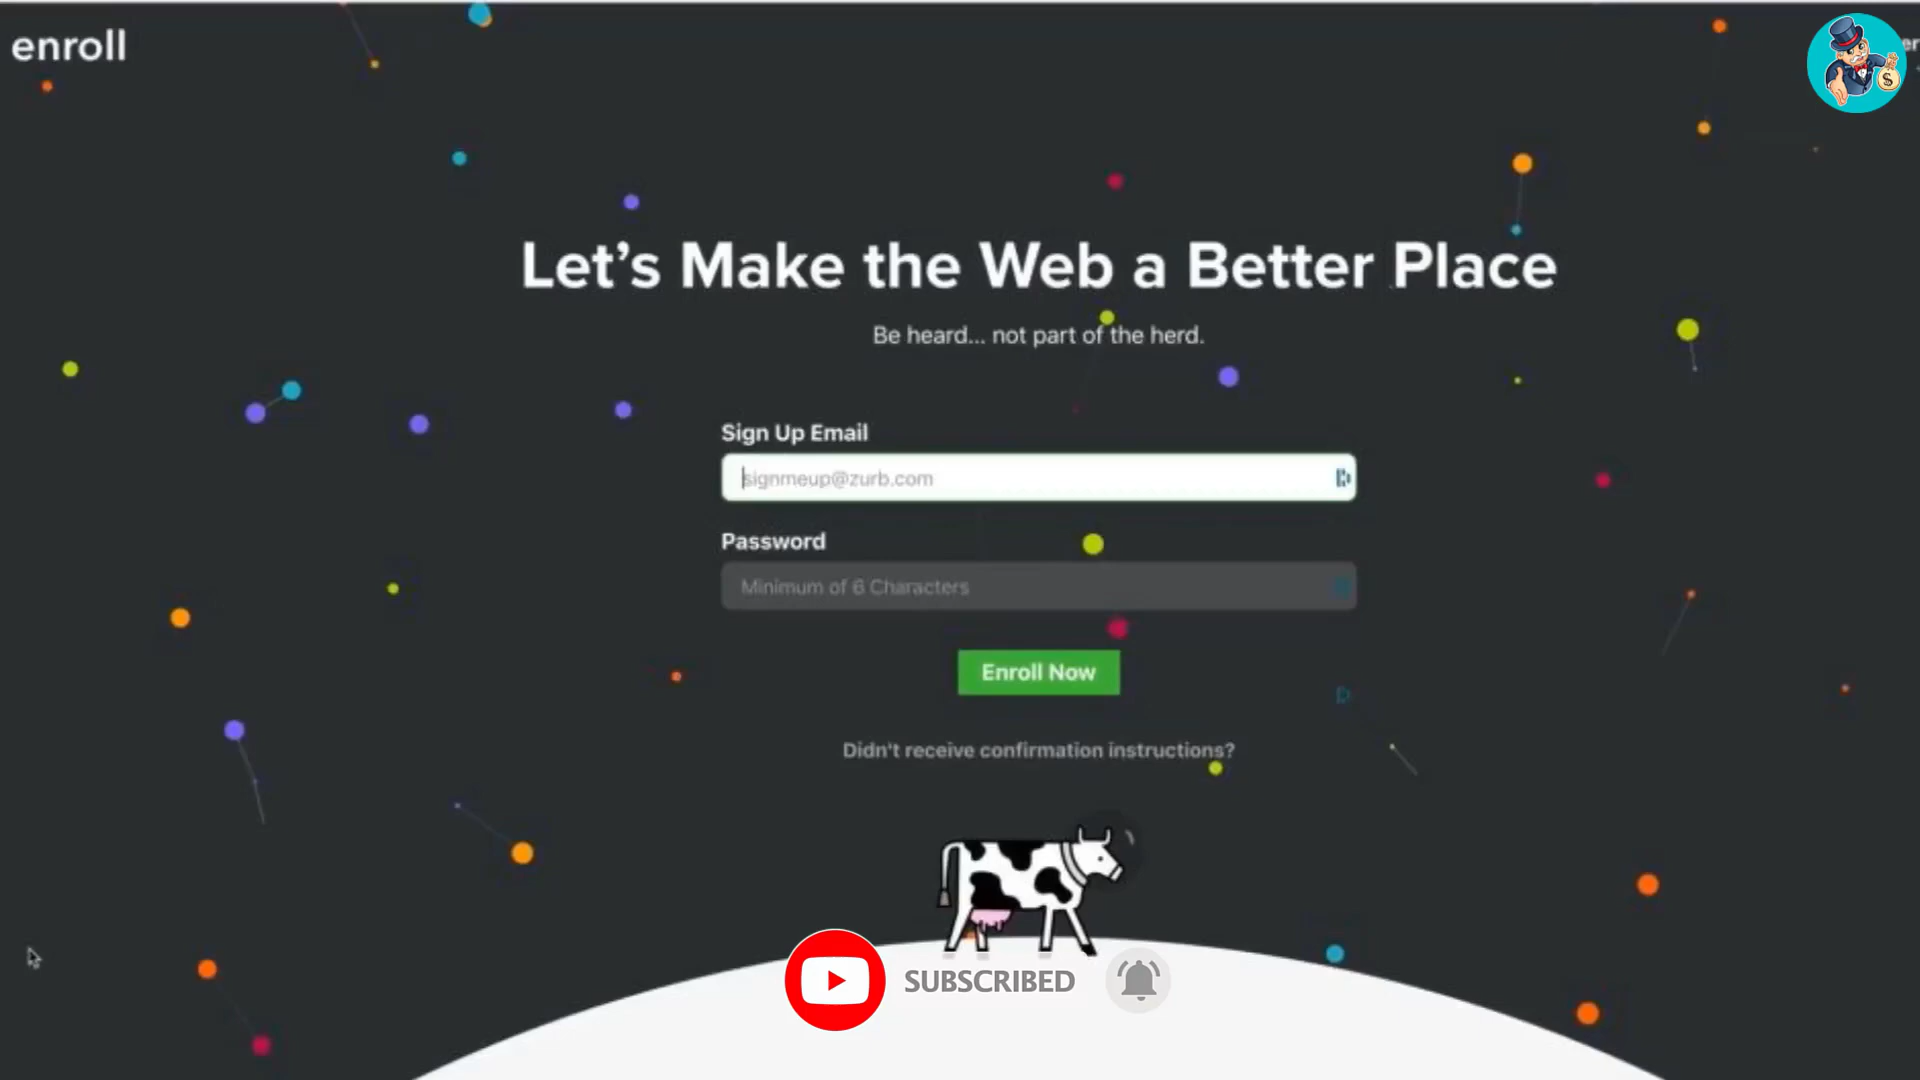 enroll
er
Let's Make the Web a Better Place
Be heard... not part of the herd.
Sign Up Email
signmeup@zurb.com
Password
Minimum of 6 Characters
Enroll Now
Didn't receive confirmation instructions?
SUBSCRIBED